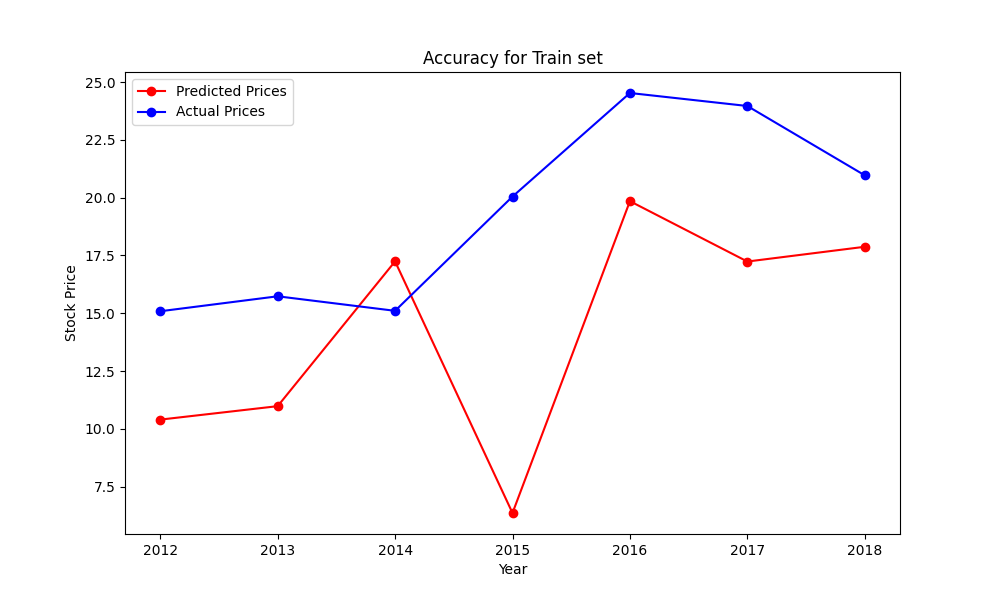 Accuracy for Train set
Predicted Prices
Actual Prices
25.0
22.5
20.0
17.5
15.0
12.5
10.0
7.5
Stock Price
2012 2013 2014 2015 2016 2017 2018
Year